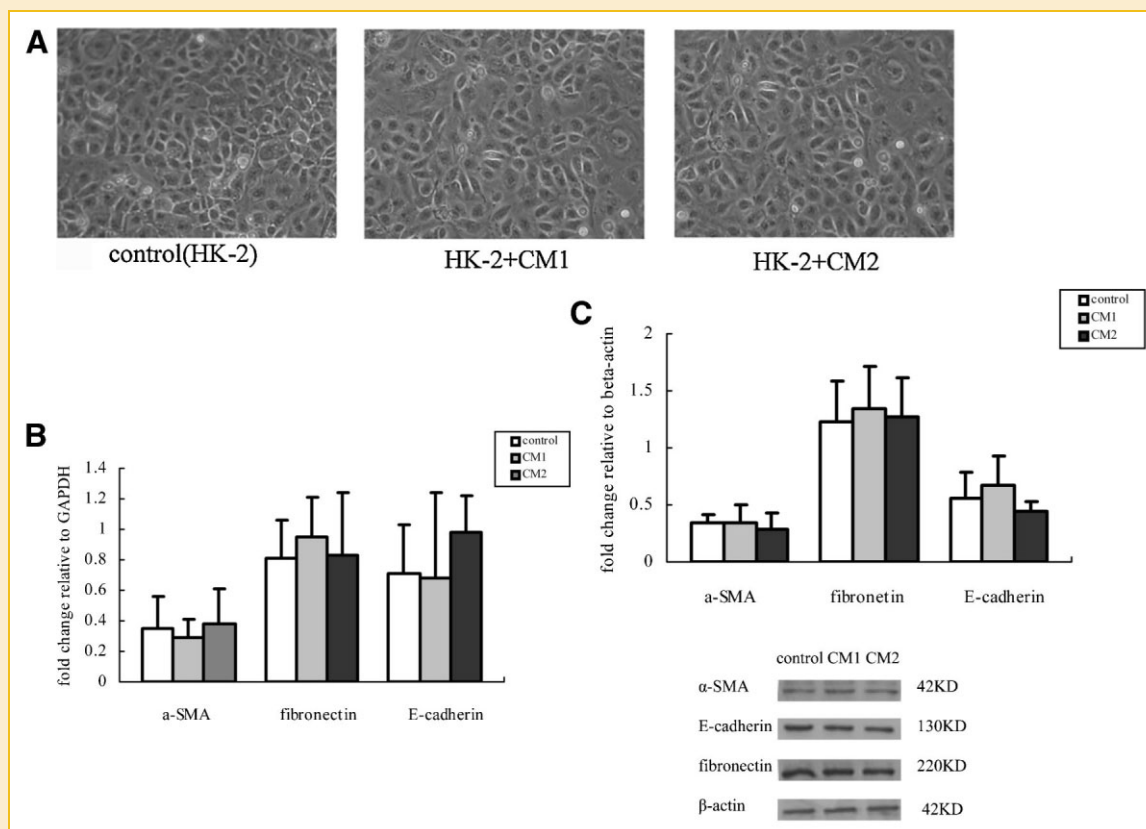 A
control(HK-2)
HK-2+CM1
HK-2+CM2
B
control
CM1
CM2
fold change relative to GAPDH
1.4
1.2
1
0.8
0.6
0.4
0.2
0
a-SMA
fibronectin
E-cadherin
C
control
CM1
CM2
fold change relative to beta-actin
2
1.5
1
0.5
0
a-SMA
fibronetin
E-cadherin
control CM1 CM2
α-SMA 42KD
E-cadherin 130KD
fibronectin 220KD
β-actin 42KD